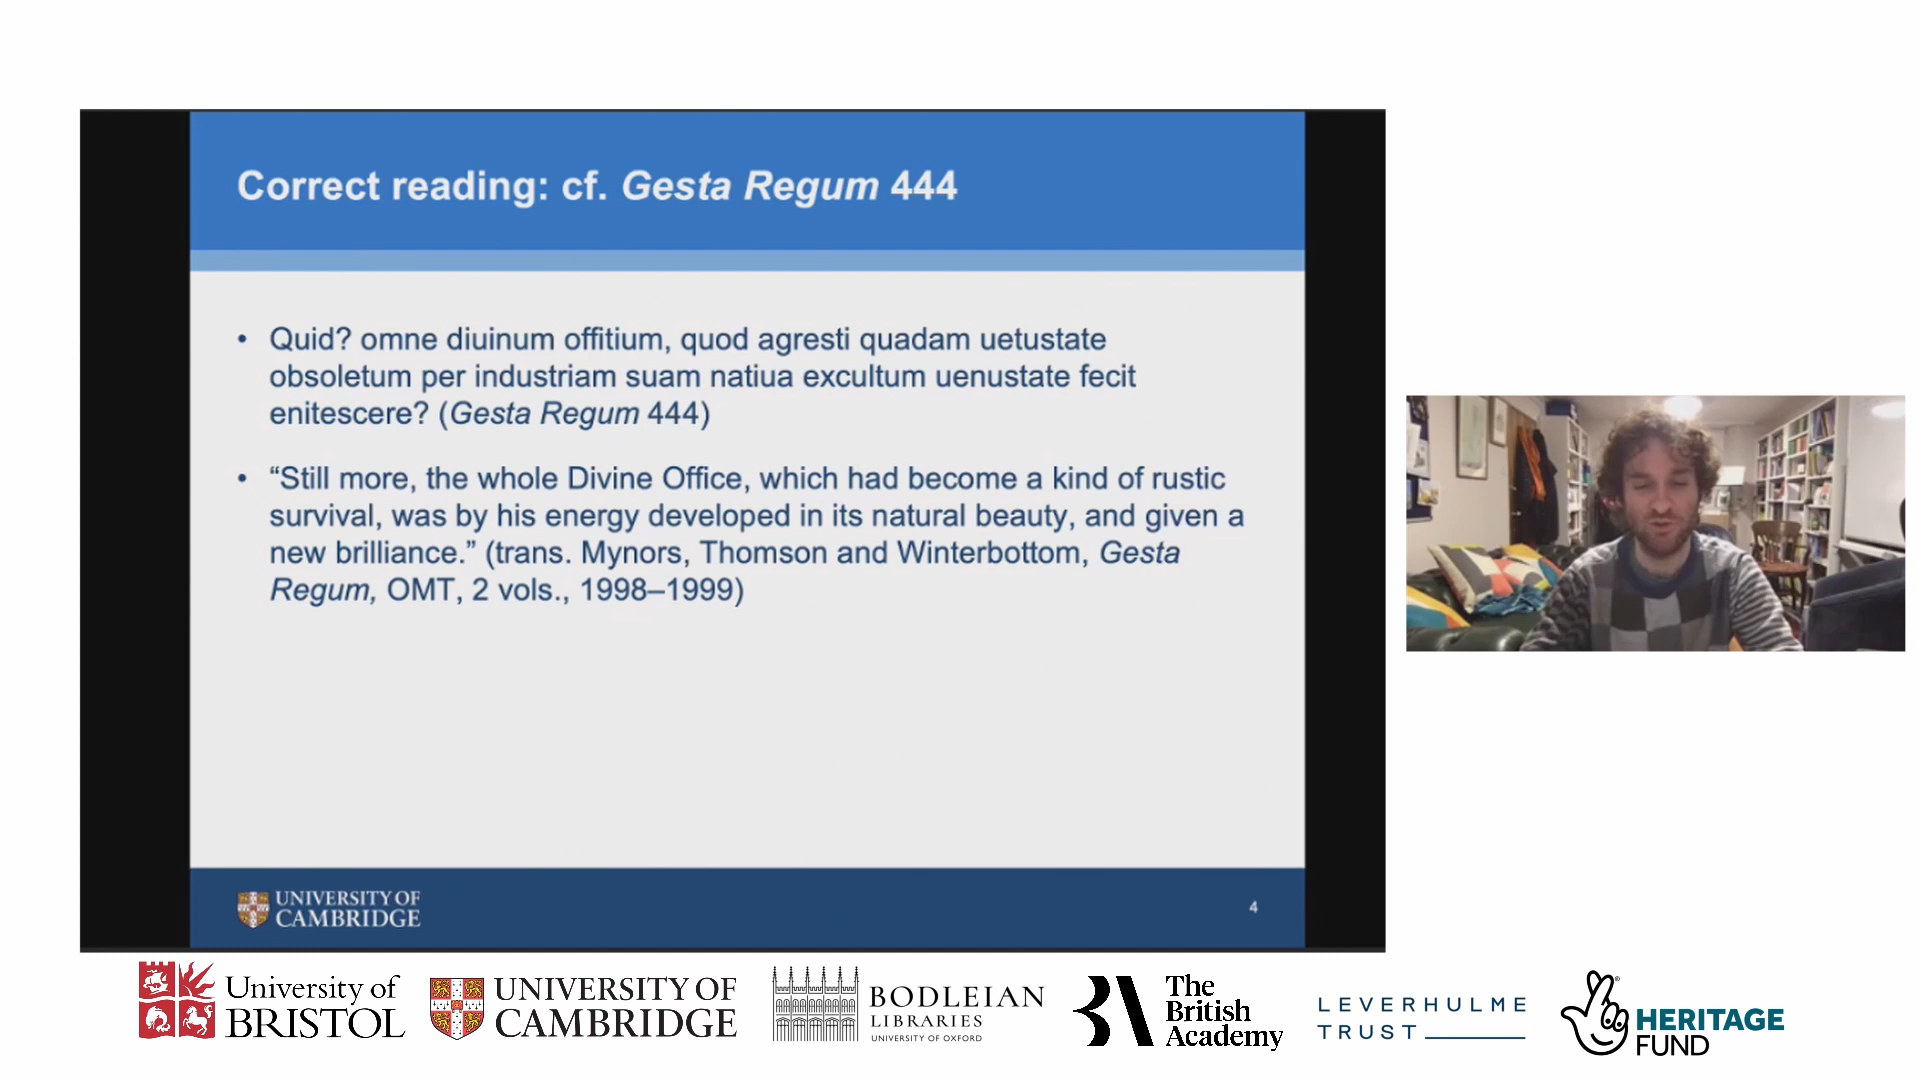 Correct reading: cf. Gesta Regum 444
• Quid? omne diuinum offitium, quod agresti quadam uetustate
obsoletum per industriam suam natiua excultum uenustate fecit
enitescere? (Gesta Regum 444)
• “Still more, the whole Divine Office, which had become a kind of rustic
survival, was by his energy developed in its natural beauty, and given a
new brilliance.” (trans. Mynors, Thomson and Winterbottom, Gesta
Regum, OMT, 2 vols., 1998–1999)
UNIVERSITY OF
CAMBRIDGE
4
University of
BRISTOL
UNIVERSITY OF
CAMBRIDGE
BODLEIAN
LIBRARIES
UNIVERSITY OF OXFORD
The
British
Academy
LEVERHULME
TRUST
HERITAGE
FUND